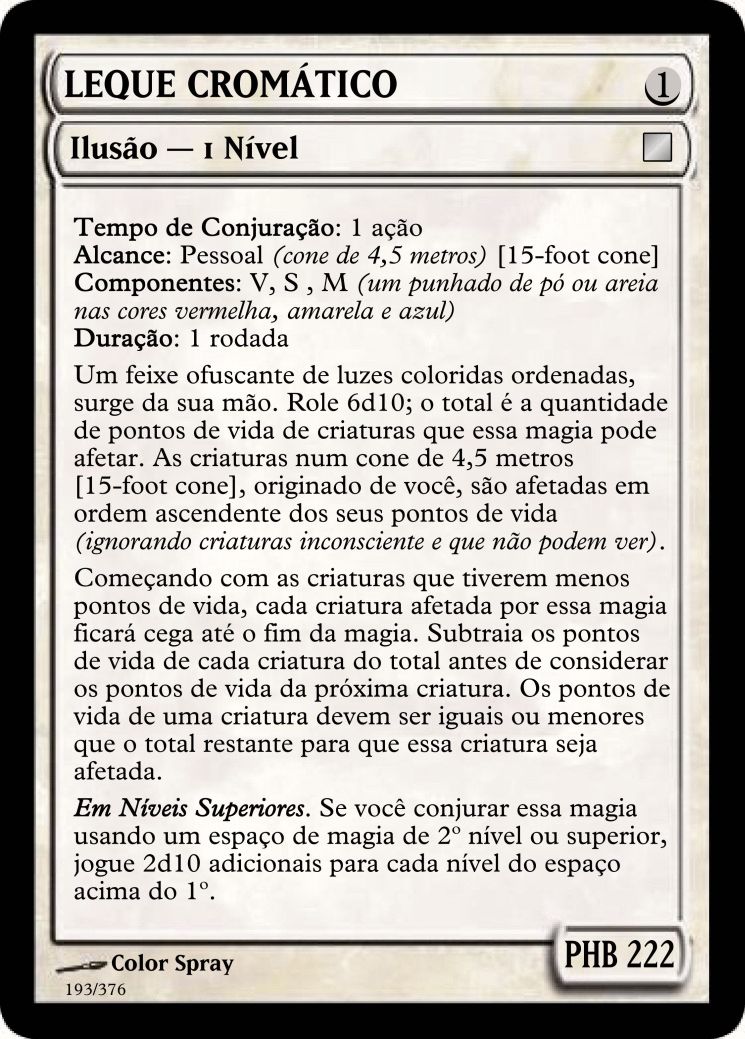 LEQUE CROMÁTICO
1
Ilusão — 1 Nível
Tempo de Conjuração: 1 ação
Alcance: Pessoal (cone de 4,5 metros) [15-foot cone]
Componentes: V, S , M (um punhado de pó ou areia
nas cores vermelha, amarela e azul)
Duração: 1 rodada
Um feixe ofuscante de luzes coloridas ordenadas,
surge da sua mão. Role 6d10; o total é a quantidade
de pontos de vida de criaturas que essa magia pode
afetar. As criaturas num cone de 4,5 metros
[15-foot cone], originado de você, são afetadas em
ordem ascendente dos seus pontos de vida
(ignorando criaturas inconsciente e que não podem ver).
Começando com as criaturas que tiverem menos
pontos de vida, cada criatura afetada por essa magia
ficará cega até o fim da magia. Subtraia os pontos
de vida de cada criatura do total antes de considerar
os pontos de vida da próxima criatura. Os pontos de
vida de uma criatura devem ser iguais ou menores
que o total restante para que essa criatura seja
afetada.
Em Níveis Superiores. Se você conjurar essa magia
usando um espaço de magia de 2º nível ou superior,
jogue 2d10 adicionais para cada nível do espaço
acima do 1º.
PHB 222
Color Spray
193/376